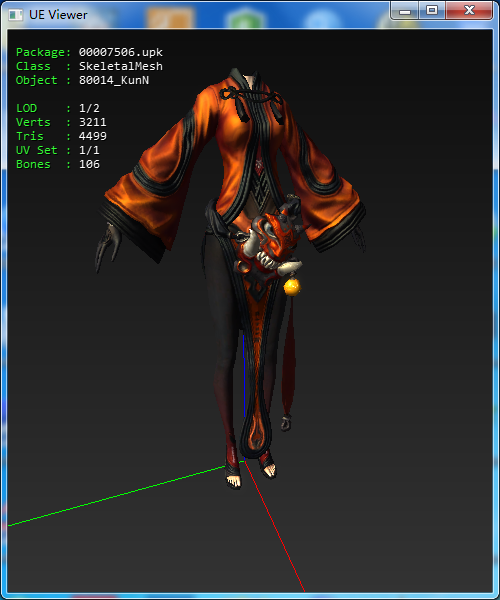 UE Viewer
Package: 00007506.upk
Class  : SkeletalMesh
Object : 80014_KunN
LOD    : 1/2
Verts  : 3211
Tris   : 4499
UV Set : 1/1
Bones  : 106